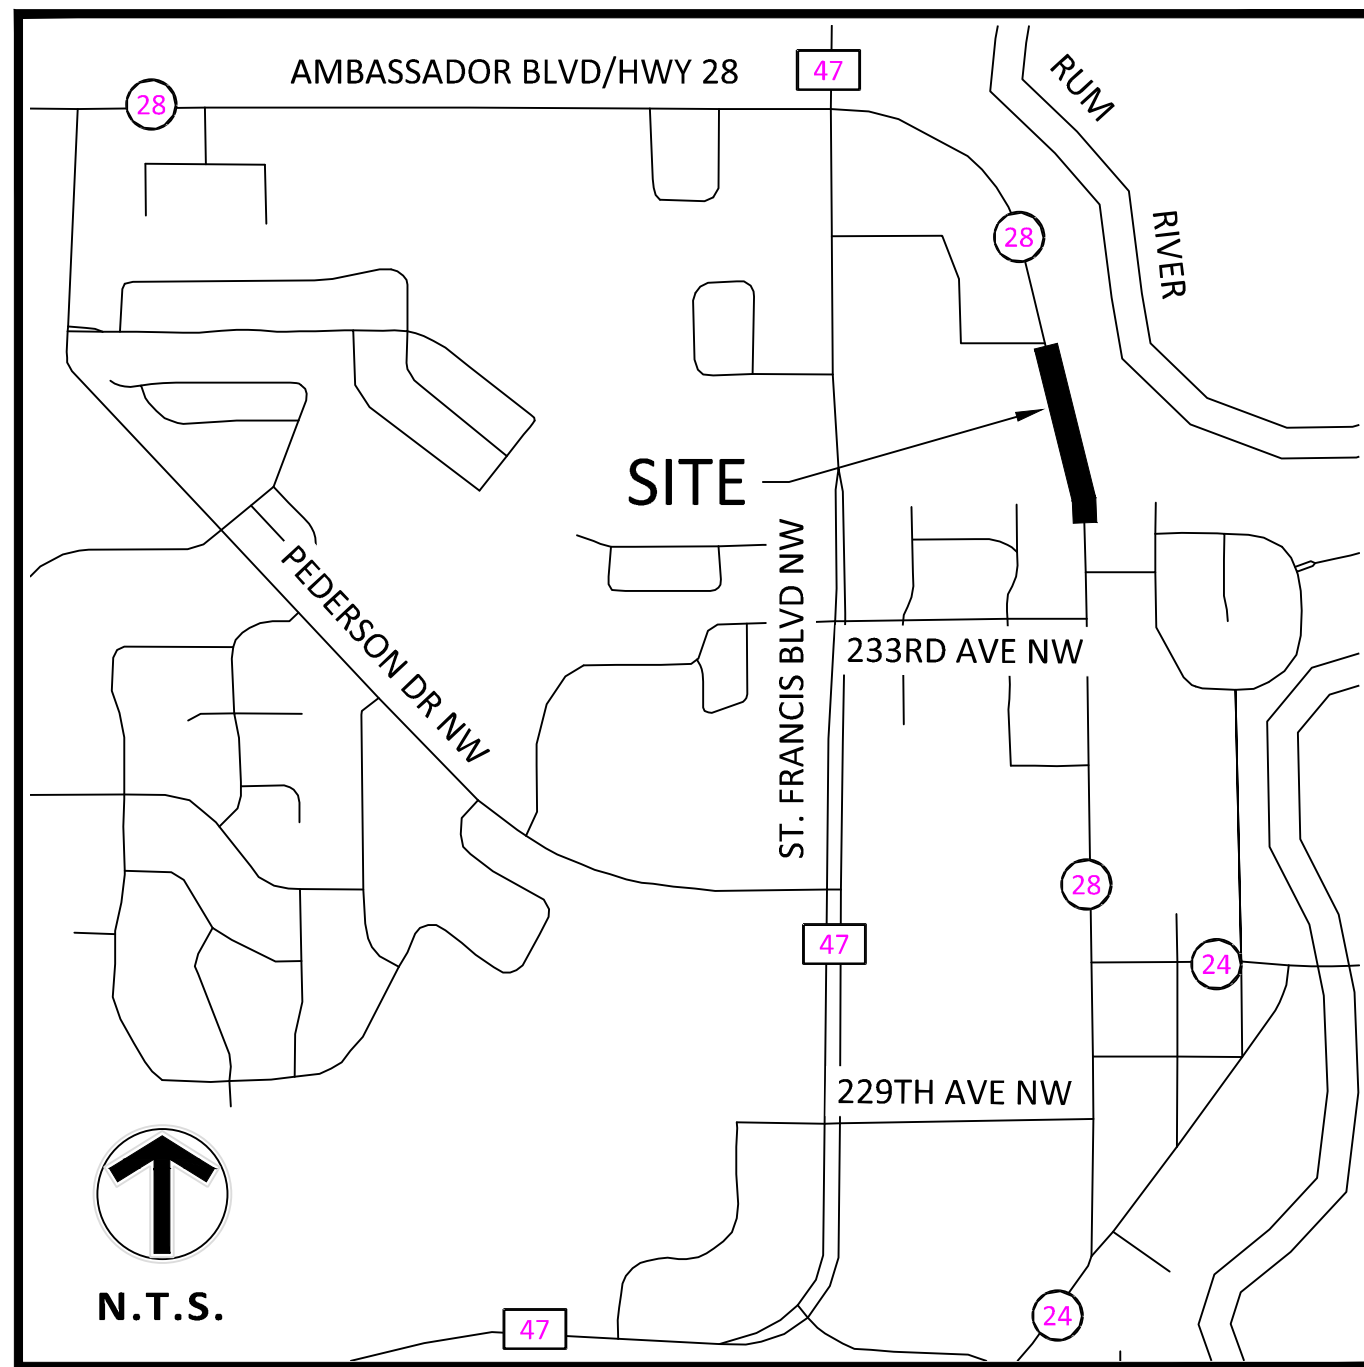 AMBASSADOR BLVD/HWY 28
47
28
RUM
RIVER
28
SITE
PEDERSON DR NW
ST. FRANCIS BLVD NW
233RD AVE NW
28
47
24
229TH AVE NW
N.T.S.
47
24